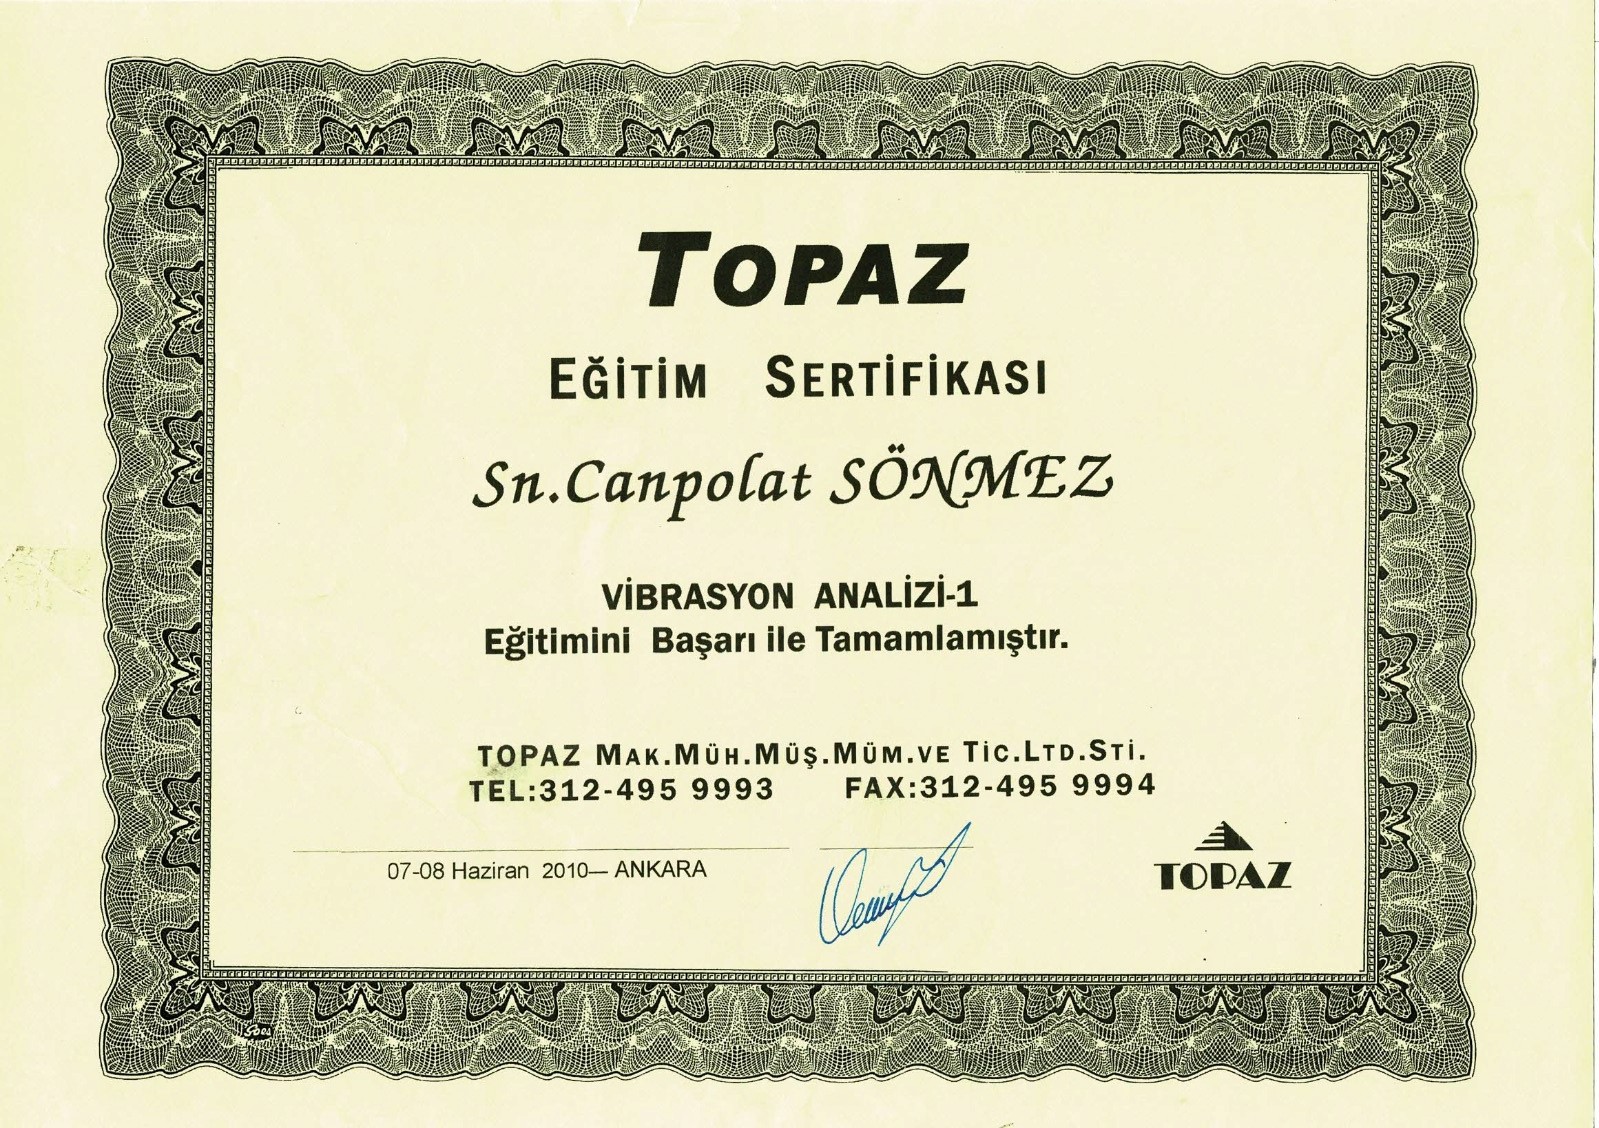 TOPAZ
EĞİTİM SERTİFİKASI
Sn.Canpolat SÖNMEZ
VİBRASYON ANALİZİ-1
Eğitimini Başarı ile Tamamlamıştır.
TOPAZ MAK.MÜH.MÜŞ.MÜM.VE TİC.LTD.STİ.
TEL:312-495 9993 FAX:312-495 9994
07-08 Haziran 2010— ANKARA
TOPAZ